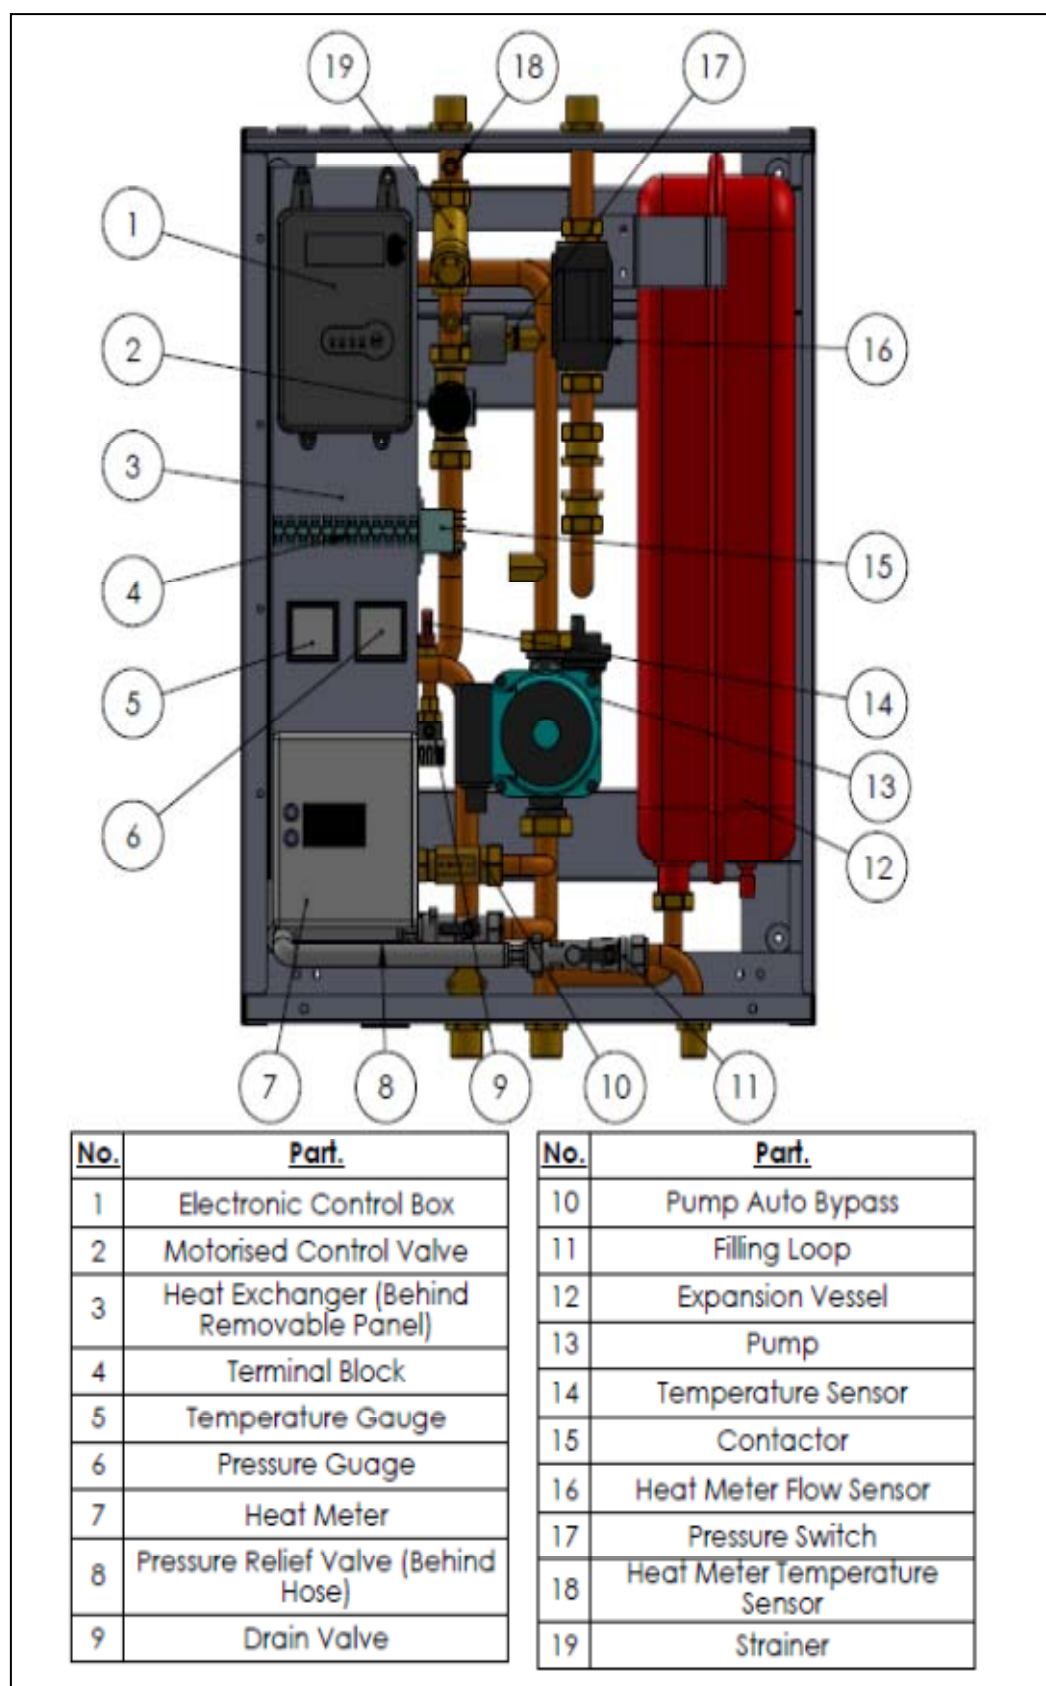 19
18
17
1
2
16
3
4
15
5
14
6
13
12
7
8
9
10
11
No. Part.
1 Electronic Control Box
2 Motorised Control Valve
3 Heat Exchanger (Behind
Removable Panel)
4 Terminal Block
5 Temperature Gauge
6 Pressure Guage
7 Heat Meter
8 Pressure Relief Valve (Behind
Hose)
9 Drain Valve
No. Part.
10 Pump Auto Bypass
11 Filling Loop
12 Expansion Vessel
13 Pump
14 Temperature Sensor
15 Contactor
16 Heat Meter Flow Sensor
17 Pressure Switch
18 Heat Meter Temperature
Sensor
19 Strainer